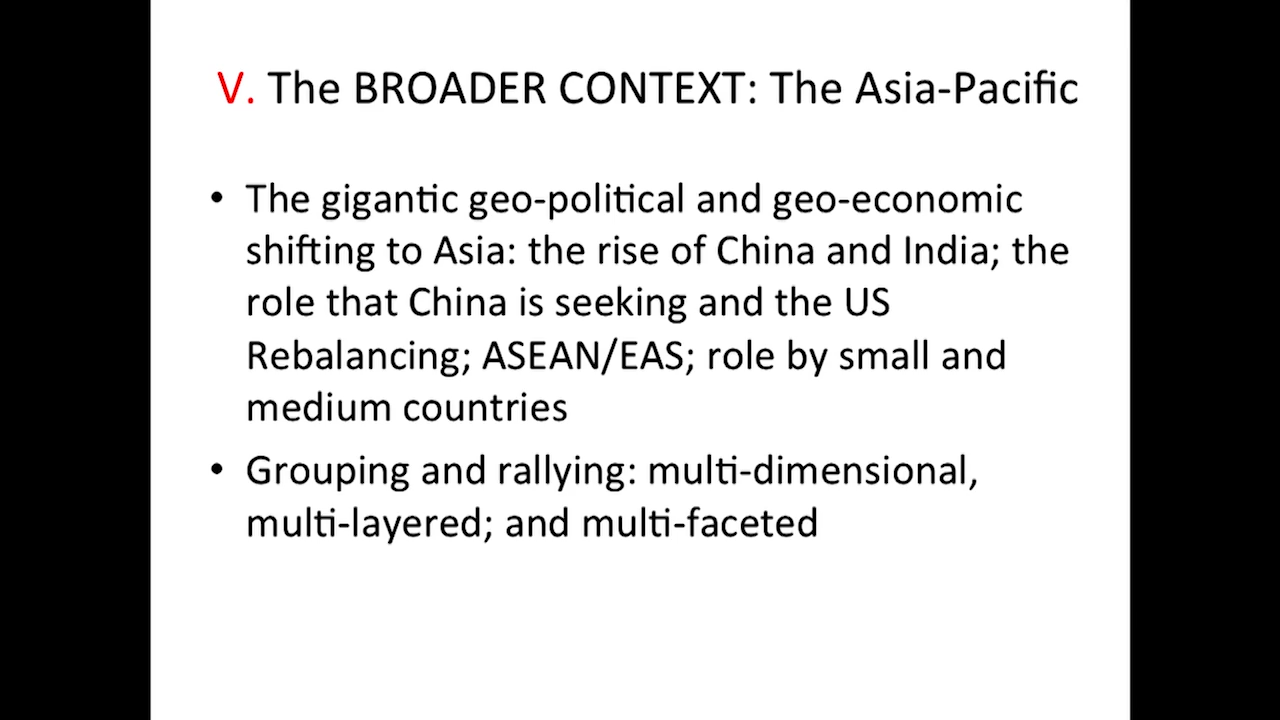 V. The BROADER CONTEXT: The Asia-Pacific
• The gigantic geo-political and geo-economic
shifting to Asia: the rise of China and India; the
role that China is seeking and the US
Rebalancing; ASEAN/EAS; role by small and
medium countries
• Grouping and rallying: multi-dimensional,
multi-layered; and multi-faceted